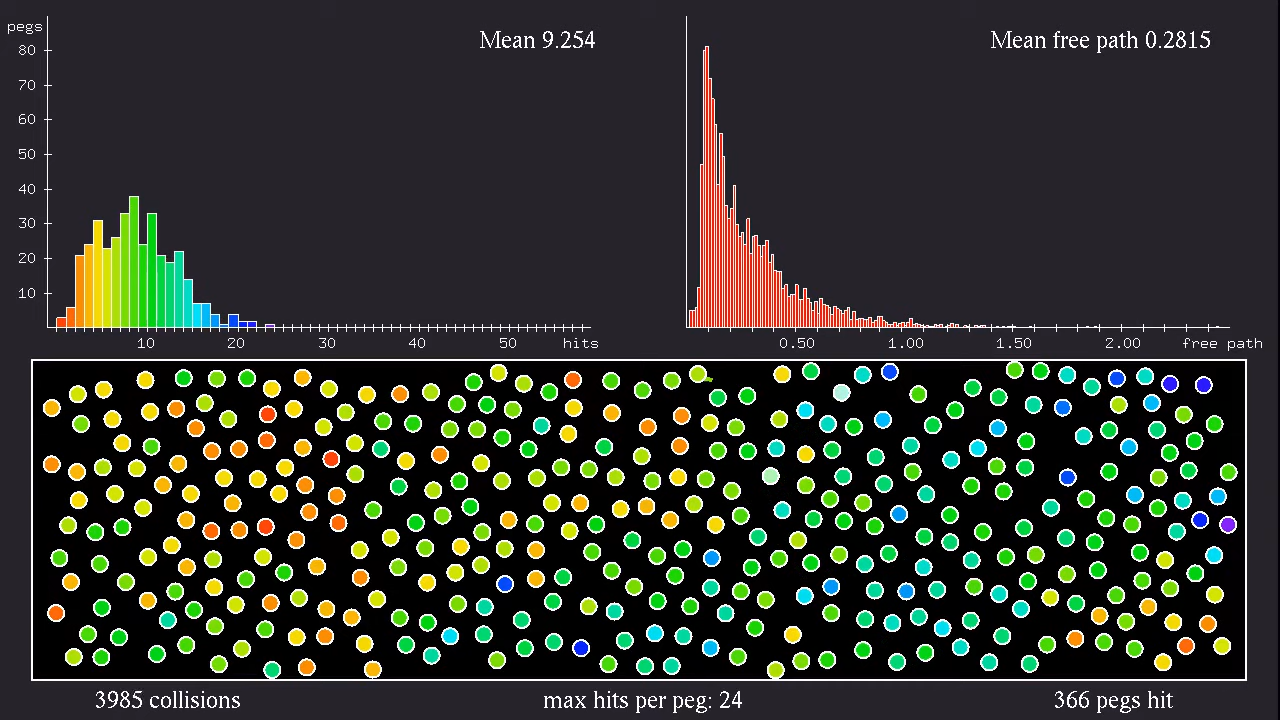 pegs
Mean 9.254
Mean free path 0.2815
80
70
60
50
40
30
20
10
10 20 30 40 50 hits
0.50 1.00 1.50 2.00 free path
3985 collisions
max hits per peg: 24
366 pegs hit